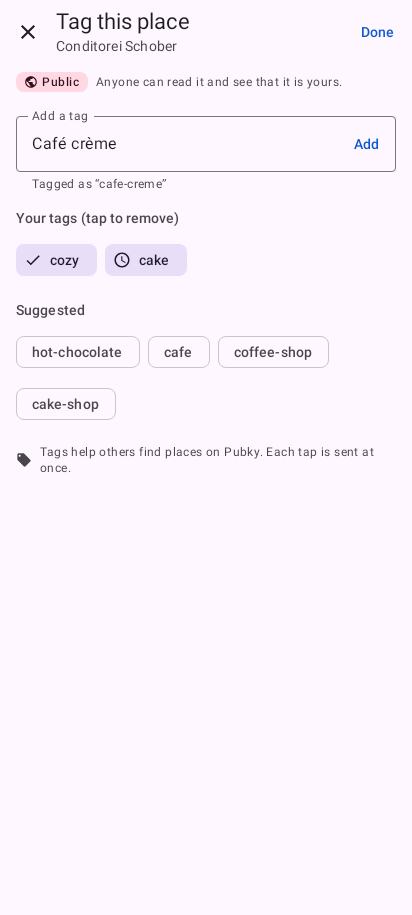 Tag this place
Conditorei Schober
Done
Public
Anyone can read it and see that it is yours.
Add a tag
Café crème
Add
Tagged as “cafe-creme”
Your tags (tap to remove)
cozy
cake
Suggested
hot-chocolate
cafe
coffee-shop
cake-shop
Tags help others find places on Pubky. Each tap is sent at
once.